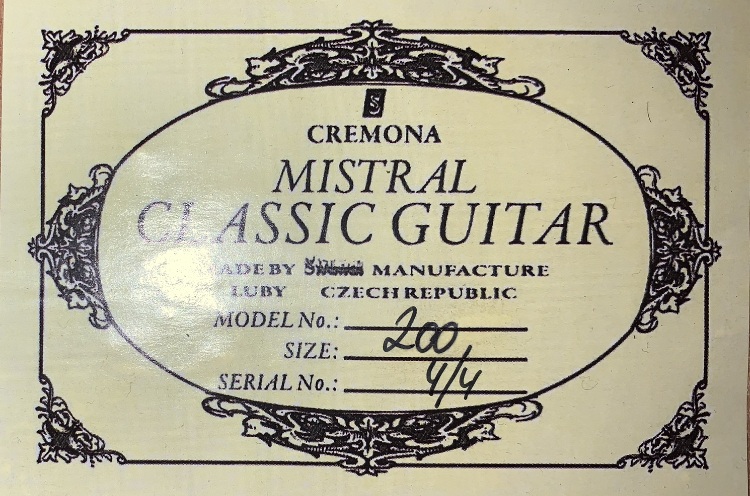 S
CREMONA
MISTRAL
CLASSIC GUITAR
MADE BY MANUFACTURE
LUBY CZECH REPUBLIC
MODEL No.: 200
SIZE: 4/4
SERIAL No.: